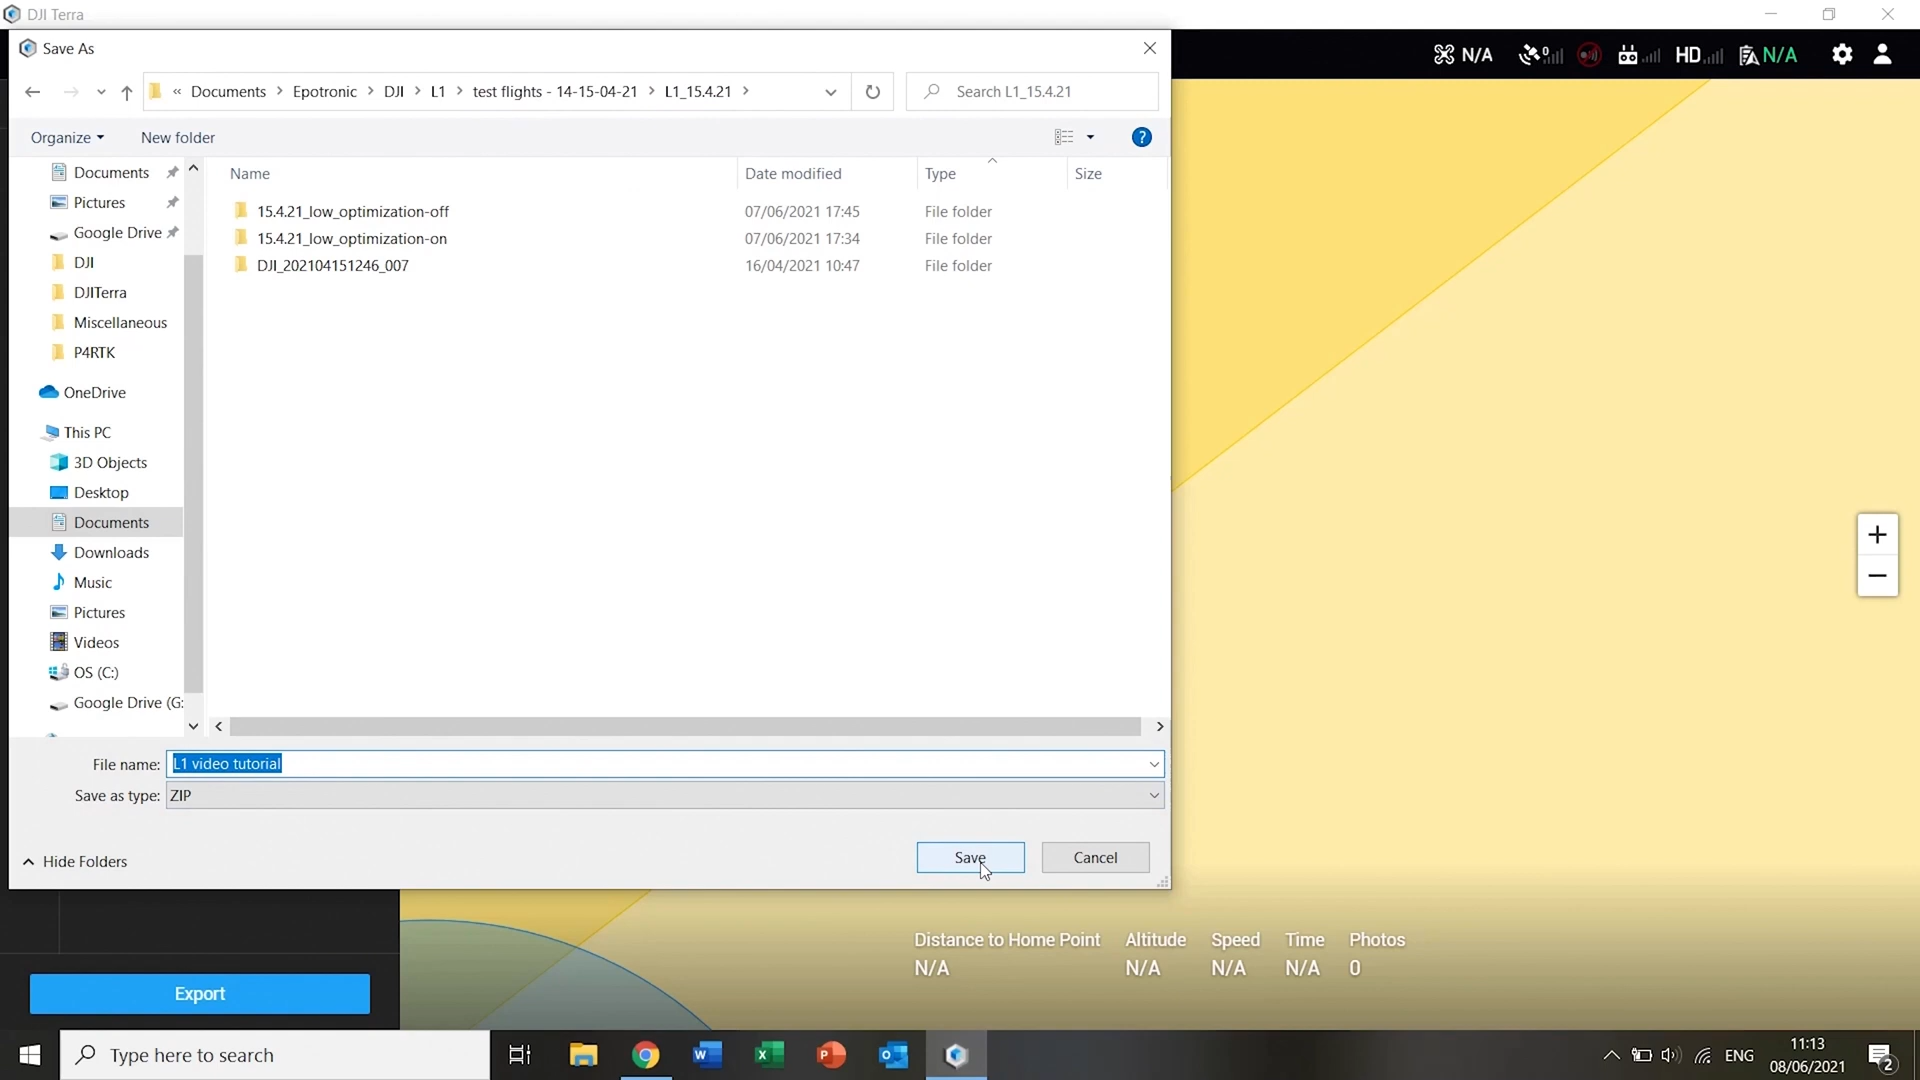 DJI Terra
Save As
N/A
0
HD
N/A
« Documents > Epotronic > DJI > L1 > test flights - 14-15-04-21 > L1_15.4.21 >
Search L1_15.4.21
Organize
New folder
?
Documents
Pictures
Google Drive
DJI
DJITerra
Miscellaneous
P4RTK
OneDrive
This PC
3D Objects
Desktop
Documents
Downloads
Music
Pictures
Videos
OS (C:)
Google Drive (G:
Name Date modified Type Size
15.4.21_low_optimization-off 07/06/2021 17:45 File folder
15.4.21_low_optimization-on 07/06/2021 17:34 File folder
DJI_202104151246_007 16/04/2021 10:47 File folder
File name: L1 video tutorial
Save as type: ZIP
Hide Folders
Save
Cancel
+
−
Distance to Home Point Altitude Speed Time Photos
N/A N/A N/A N/A 0
Export
Type here to search
ENG
11:13
08/06/2021
2